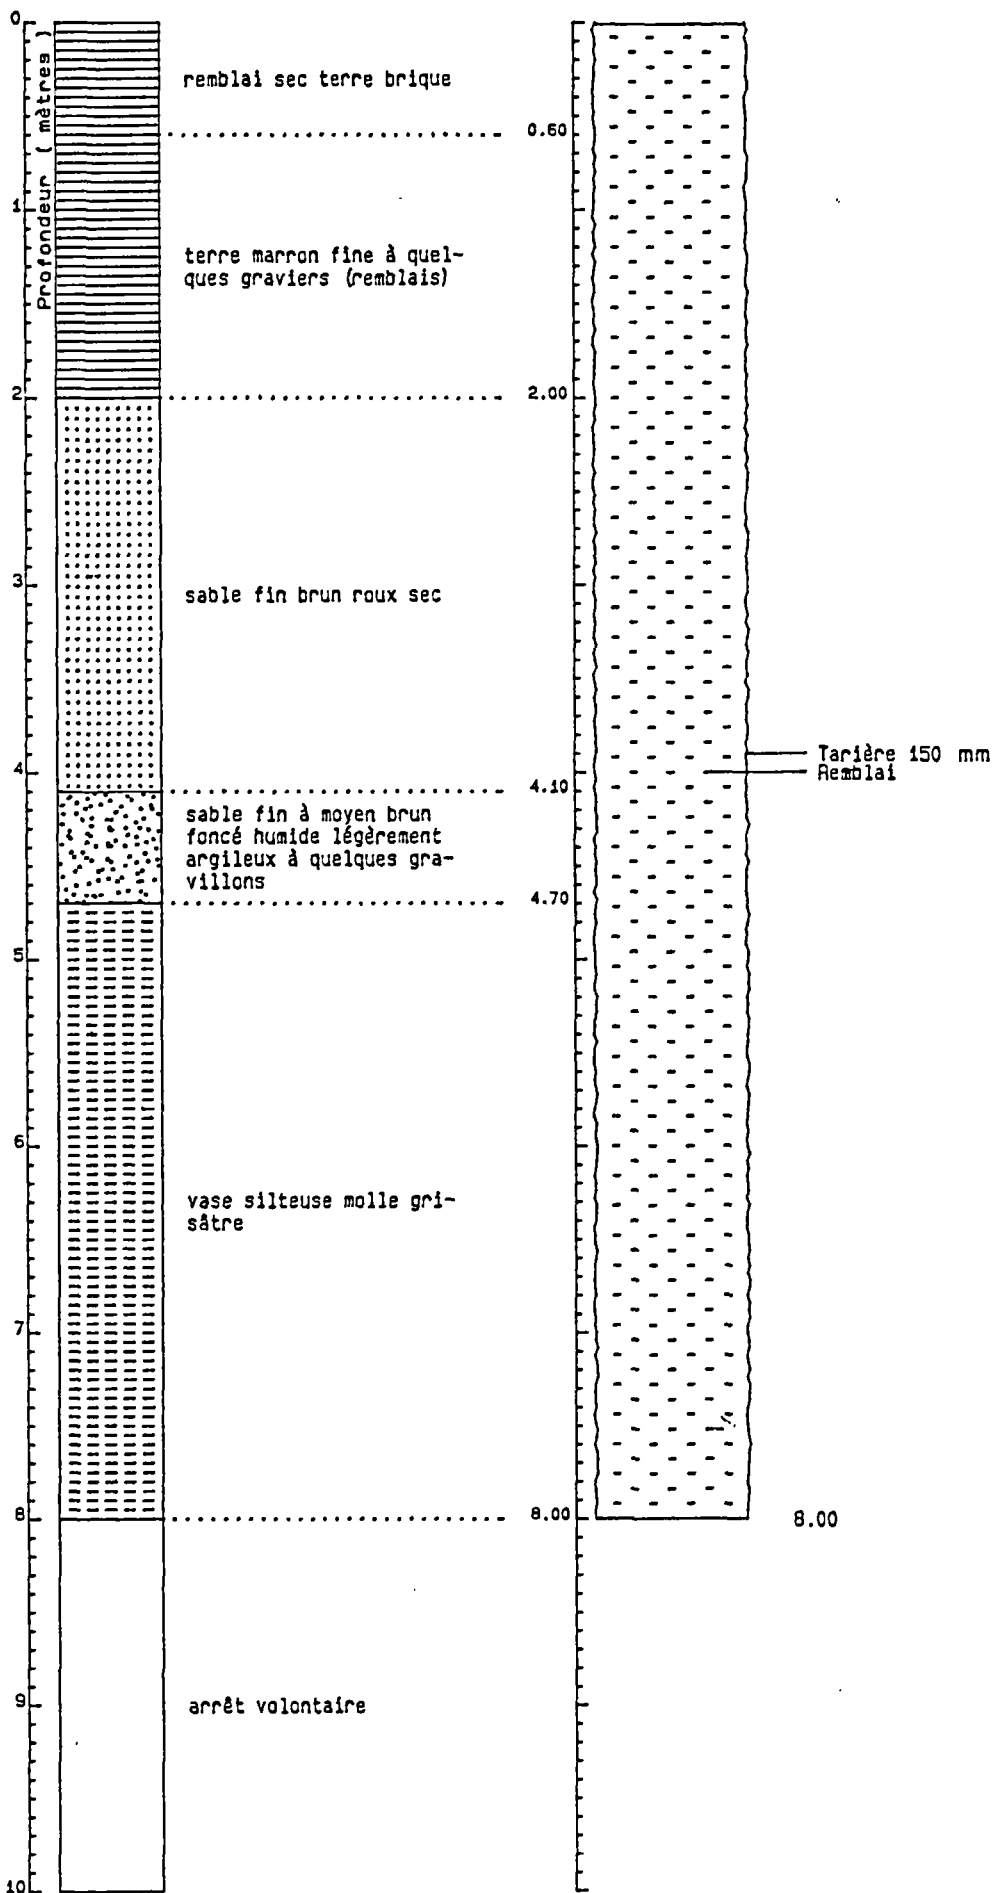 0
Profondeur ( mètres )
remblai sec terre brique
0.60
1
terre marron fine à quel-
ques graviers (remblais)
2
2.00
3
sable fin brun roux sec
Tarière 150 mm
4
Remblai
4.10
sable fin à moyen brun
foncé humide légèrement
argileux à quelques gra-
villons
4.70
5
6
vase silteuse molle gri-
sâtre
7
8
8.00
8.00
9
arrêt volontaire
10